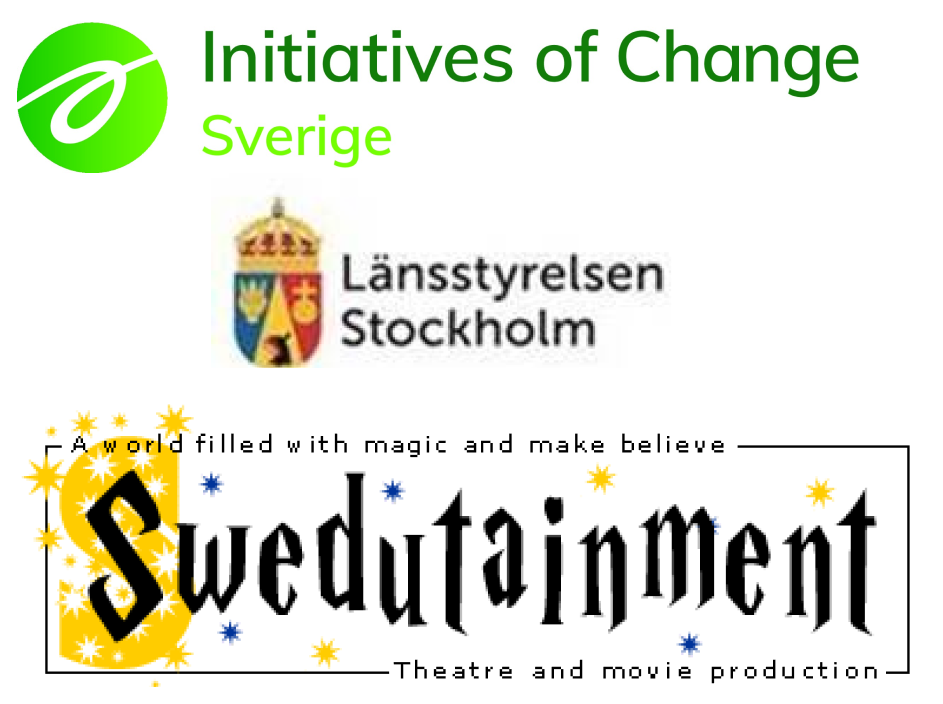 Initiatives of Change
Sverige
Länsstyrelsen
Stockholm
A world filled with magic and make believe
Swedutainment
Theatre and movie production